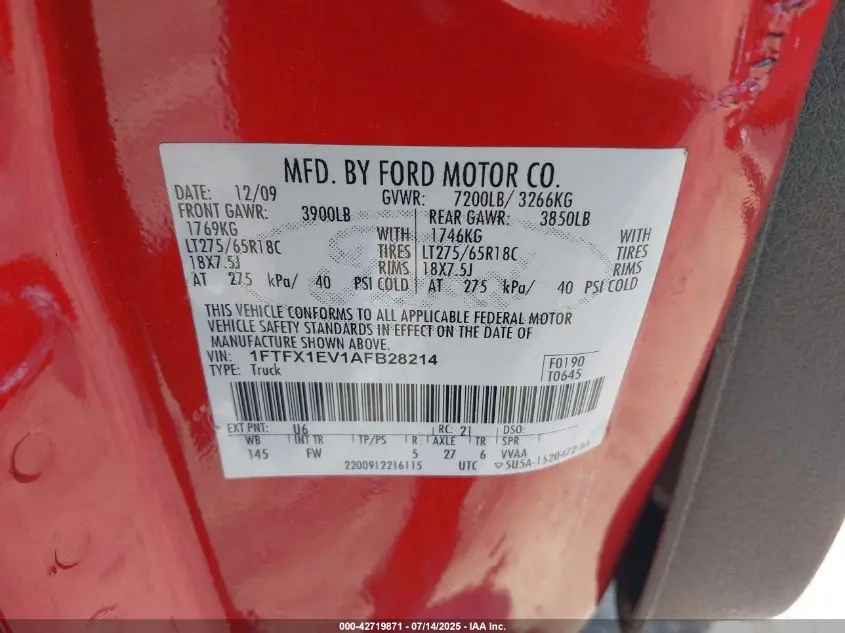 MFD. BY FORD MOTOR CO.
DATE: 12/09 GVWR: 7200LB/ 3266KG
FRONT GAWR: 3900LB REAR GAWR: 3850LB
1769KG WITH 1746KG WITH
LT275/65R18C TIRES LT275/65R18C TIRES
18X7.5J RIMS 18X7.5J RIMS
AT 275 kPa/ 40 PSI COLD AT 275 kPa/ 40 PSI COLD
THIS VEHICLE CONFORMS TO ALL APPLICABLE FEDERAL MOTOR
VEHICLE SAFETY STANDARDS IN EFFECT ON THE DATE OF
MANUFACTURE SHOWN ABOVE.
VIN: 1FTFX1EV1AFB28214 F0190
TYPE: Truck T0645
EXT PNT: U6 RC: 21 DSO:
WB INT TR TP/PS R AXLE TR SPR
145 FW 5 27 6 VVAA
2200912216115 UTC ▽5U5A-1520472-
000-42719871 - 07/14/2025 - IAA Inc.